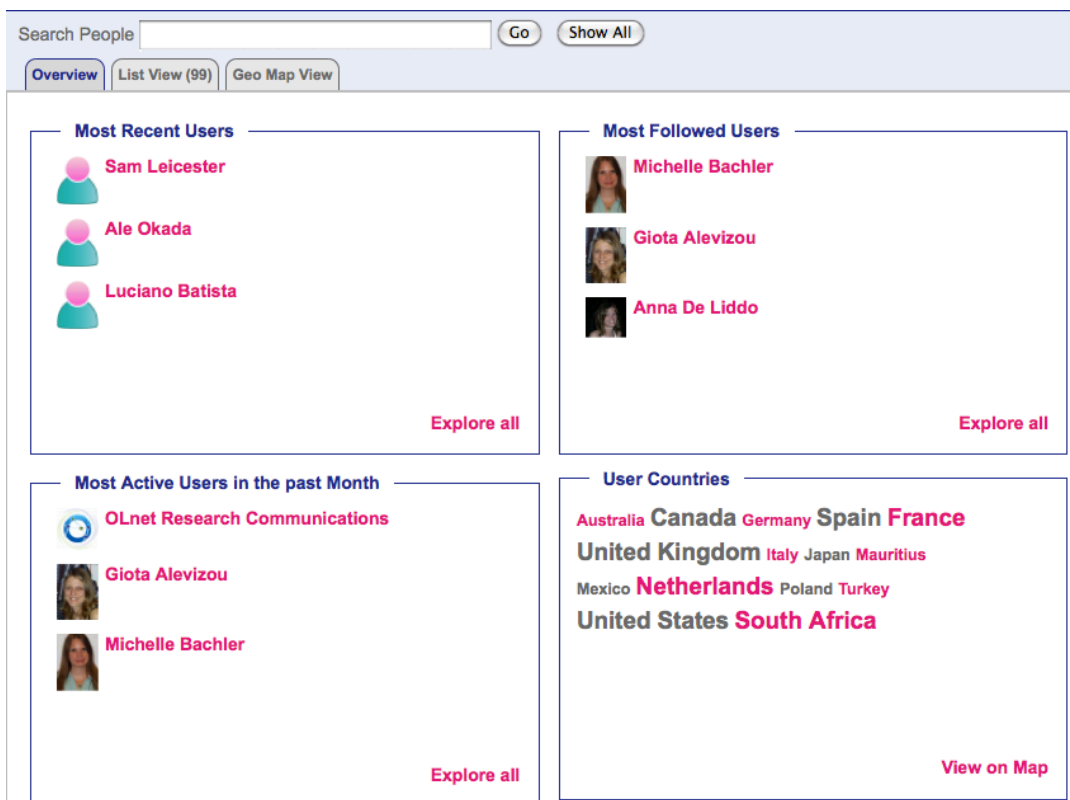 Search People Go Show All
Overview List View (99) Geo Map View
Most Recent Users
Sam Leicester
Ale Okada
Luciano Batista
Explore all
Most Followed Users
Michelle Bachler
Giota Alevizou
Anna De Liddo
Explore all
Most Active Users in the past Month
OLnet Research Communications
Giota Alevizou
Michelle Bachler
Explore all
User Countries
Australia Canada Germany Spain France
United Kingdom Italy Japan Mauritius
Mexico Netherlands Poland Turkey
United States South Africa
View on Map